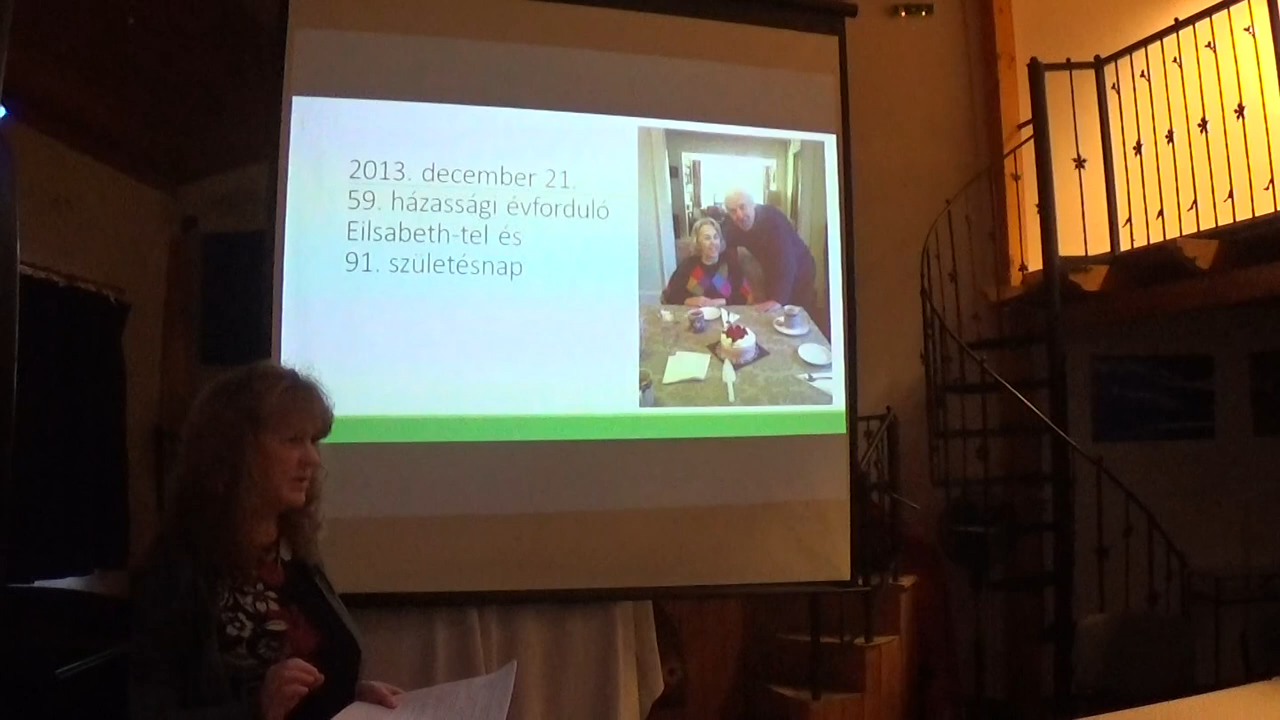 2013. december 21.
59. házassági évforduló
Eilsabeth-tel és
91. születésnap